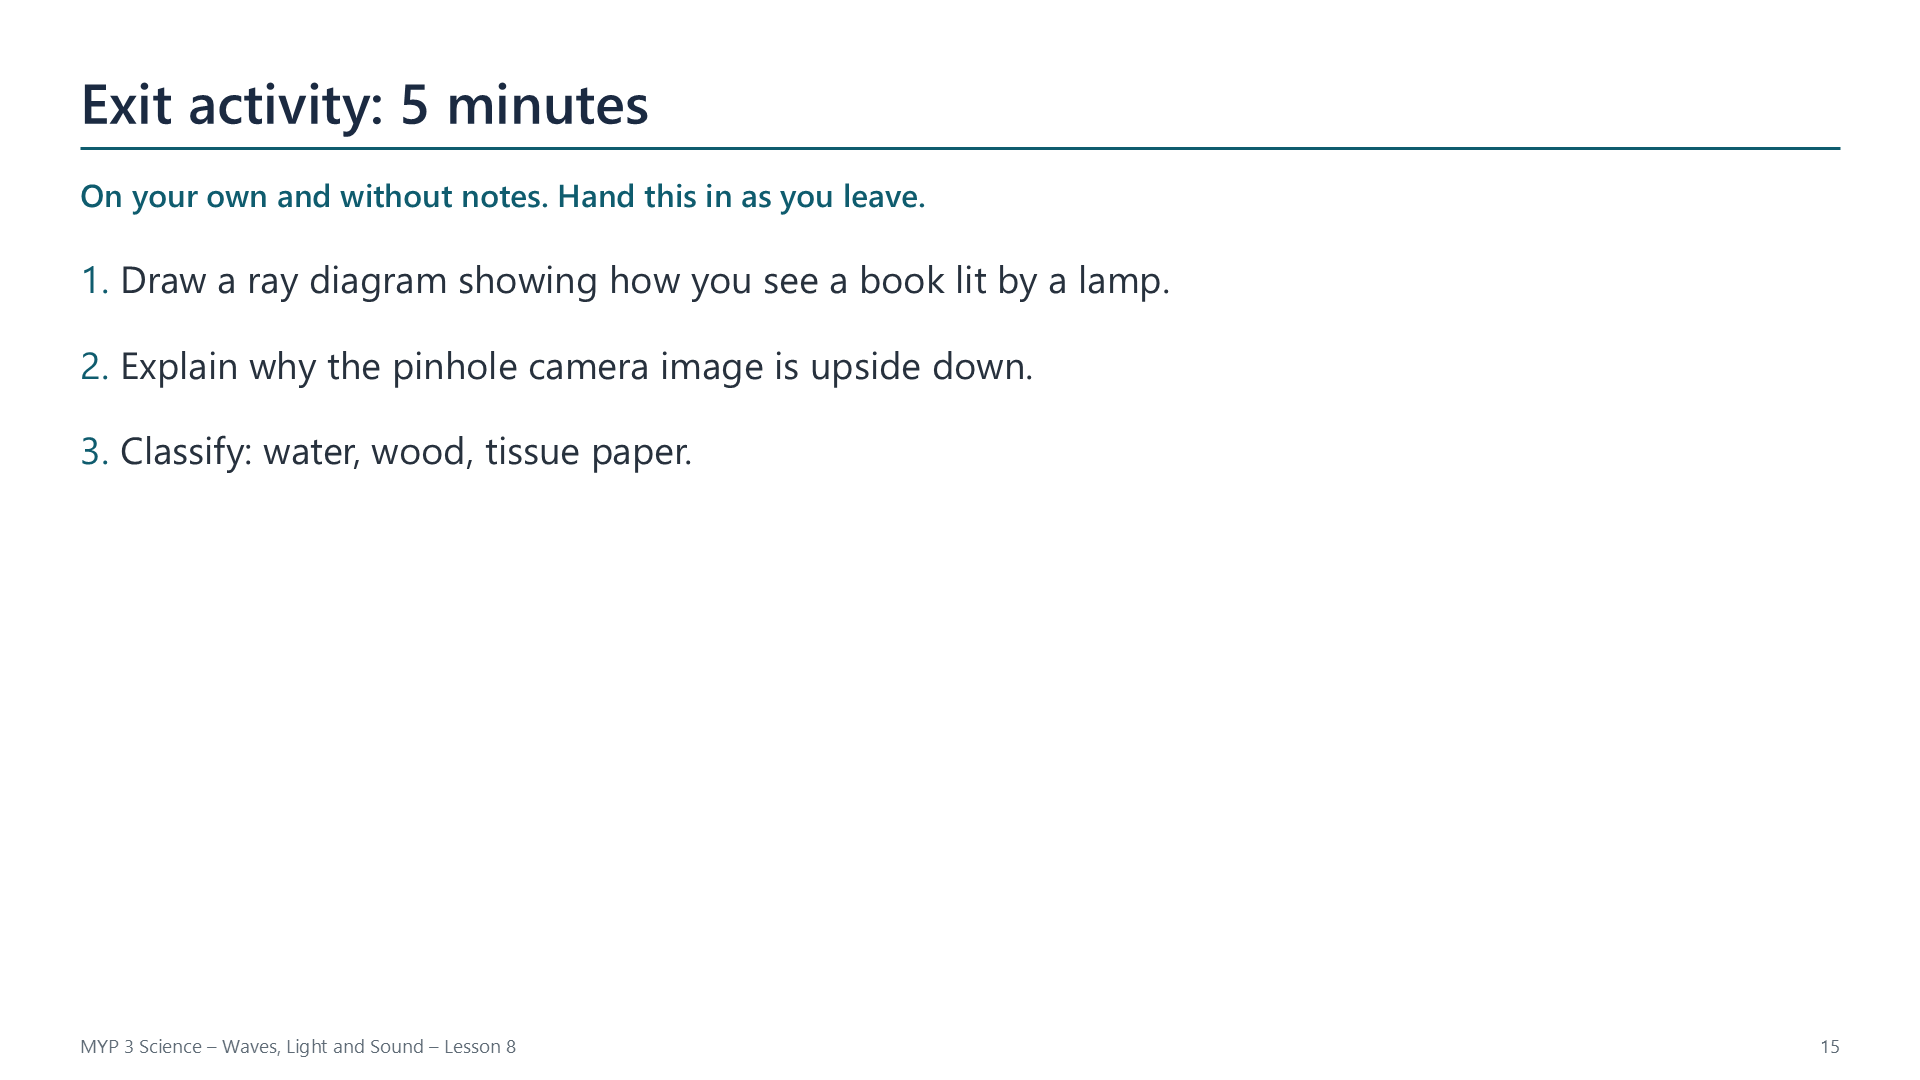 Exit activity: 5 minutes
On your own and without notes. Hand this in as you leave.
1. Draw a ray diagram showing how you see a book lit by a lamp.
2. Explain why the pinhole camera image is upside down.
3. Classify: water, wood, tissue paper.
MYP 3 Science – Waves, Light and Sound – Lesson 8
15